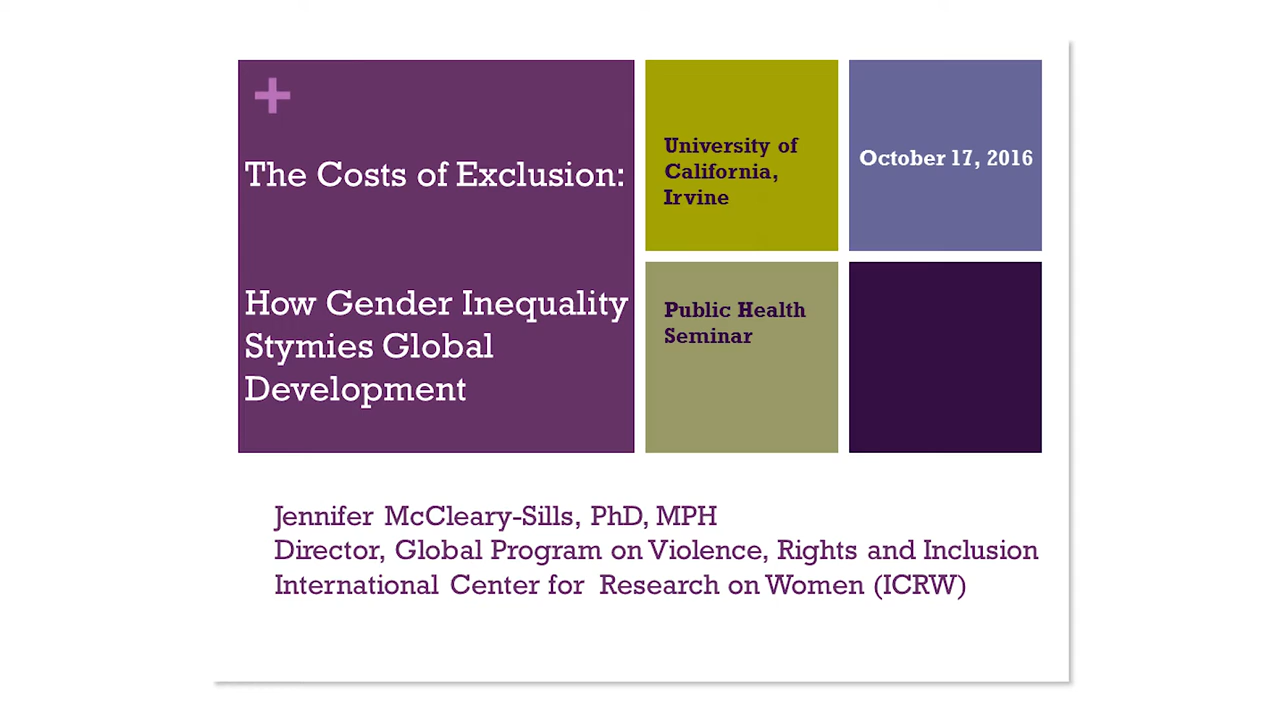 +
The Costs of Exclusion:
How Gender Inequality
Stymies Global
Development
University of
California,
Irvine
October 17, 2016
Public Health
Seminar
Jennifer McCleary-Sills, PhD, MPH
Director, Global Program on Violence, Rights and Inclusion
International Center for Research on Women (ICRW)